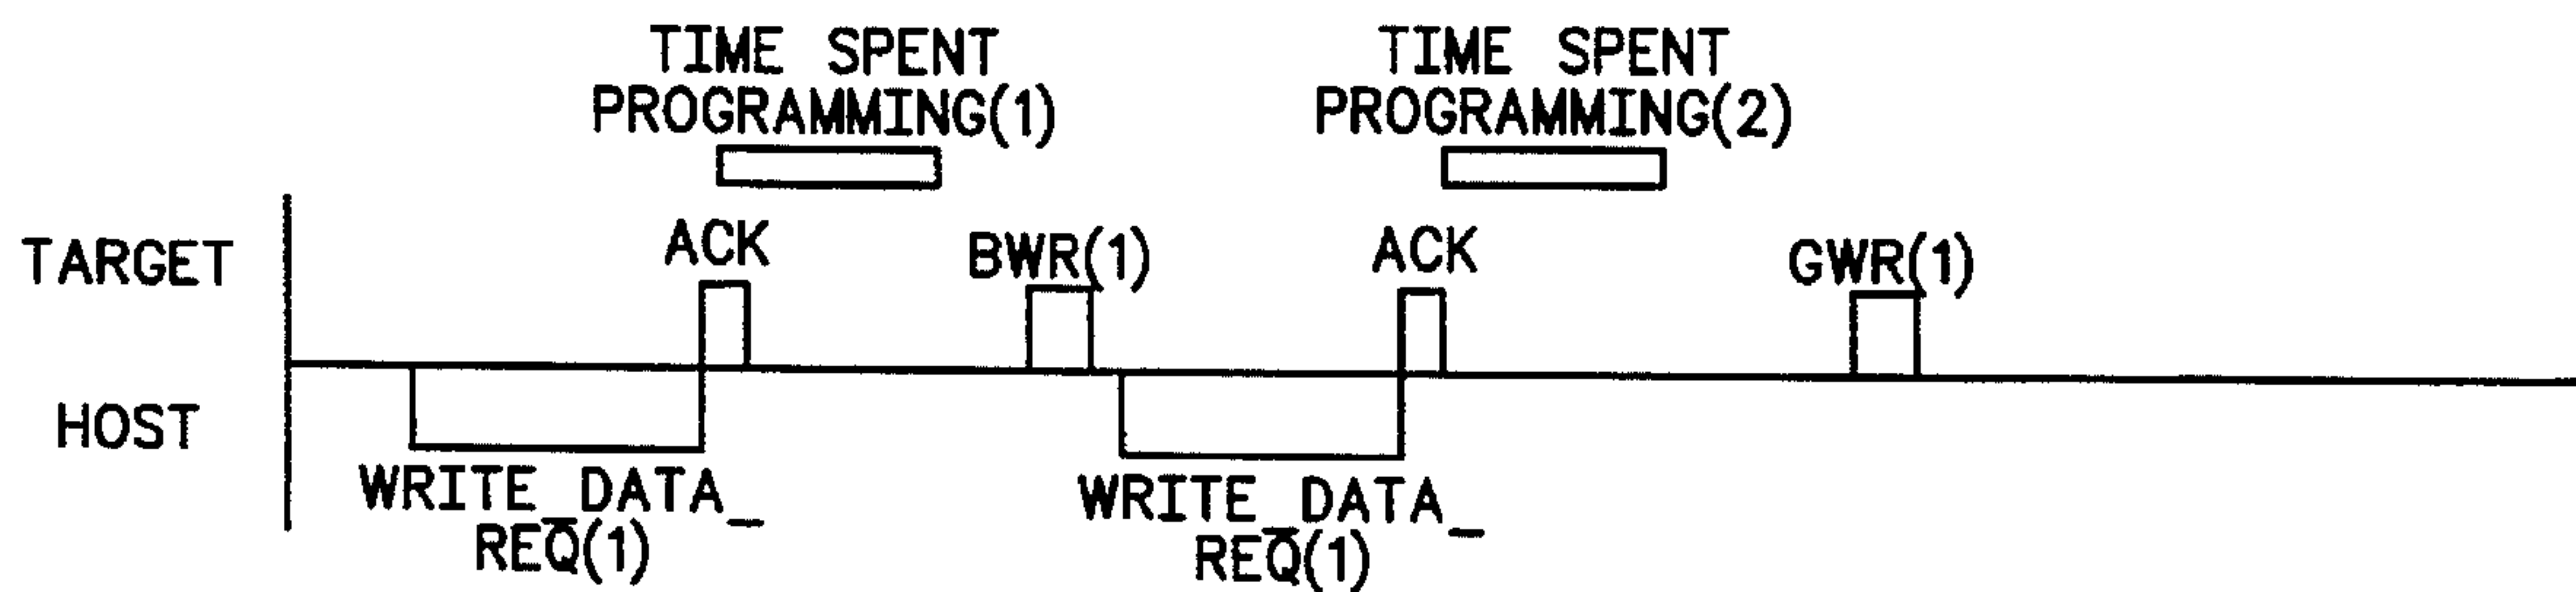 TIME SPENT
PROGRAMMING(1)
TIME SPENT
PROGRAMMING(2)
TARGET
ACK
BWR(1)
ACK
GWR(1)
HOST
WRITE_DATA_
REQ(1)
WRITE_DATA_
REQ(1)